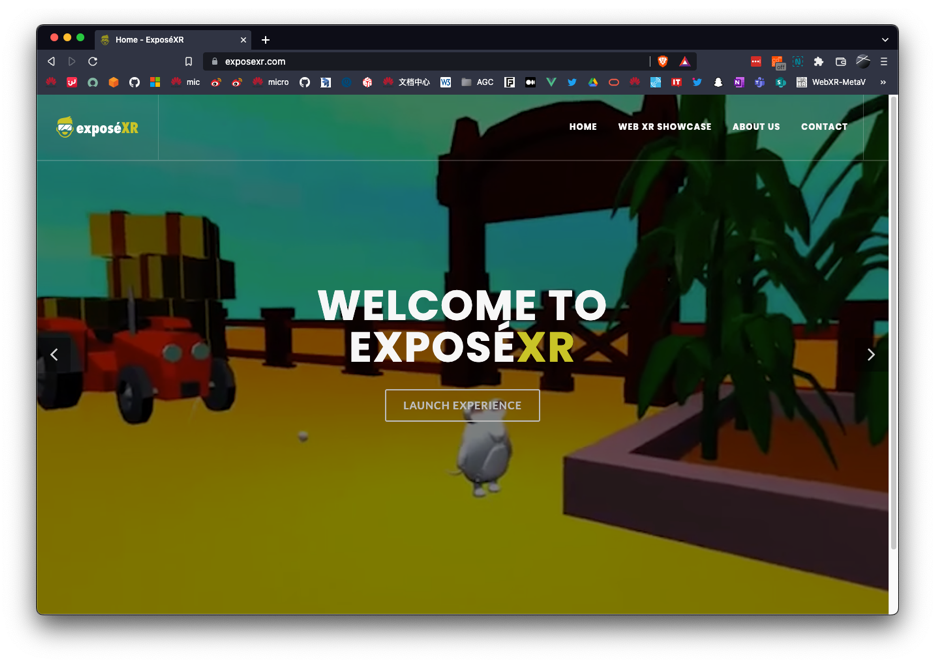 Home - ExposéXR
exposexr.com
mic
micro
文档中心
AGC
IT
WebXR-MetaV
exposéXR
HOME
WEB XR SHOWCASE
ABOUT US
CONTACT
WELCOME TO
EXPOSÉXR
LAUNCH EXPERIENCE